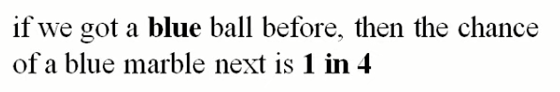 if we got a blue ball before, then the chance
of a blue marble next is 1 in 4